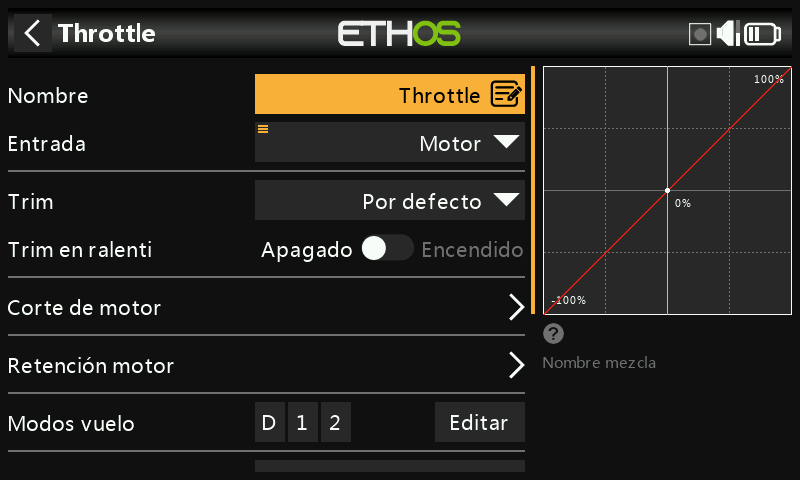 Throttle
ETHOS
Nombre
Throttle
Entrada
Motor
Trim
Por defecto
Trim en ralenti
Apagado
Encendido
Corte de motor
Retención motor
Modos vuelo
D 1 2
Editar
100%
0%
-100%
?
Nombre mezcla